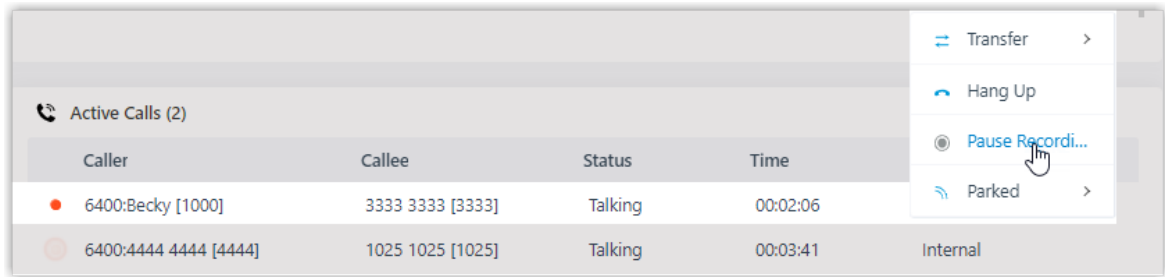 Transfer
Hang Up
Active Calls (2)
Pause Recordi...
Caller Callee Status Time
Parked
6400:Becky [1000] 3333 3333 [3333] Talking 00:02:06
6400:4444 4444 [4444] 1025 1025 [1025] Talking 00:03:41 Internal